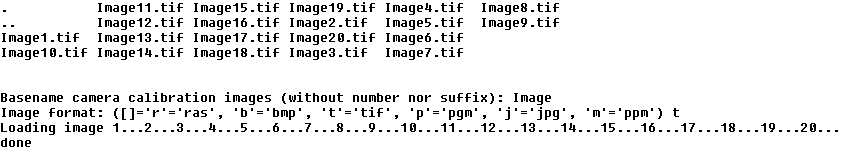 .           Image11.tif Image15.tif Image19.tif Image4.tif  Image8.tif
..          Image12.tif Image16.tif Image2.tif  Image5.tif  Image9.tif
Image1.tif  Image13.tif Image17.tif Image20.tif Image6.tif
Image10.tif Image14.tif Image18.tif Image3.tif  Image7.tif
Basename camera calibration images (without number nor suffix): Image
Image format: ([]='r'='ras', 'b'='bmp', 't'='tif', 'p'='pgm', 'j'='jpg', 'm'='ppm') t
Loading image 1...2...3...4...5...6...7...8...9...10...11...12...13...14...15...16...17...18...19...20...
done